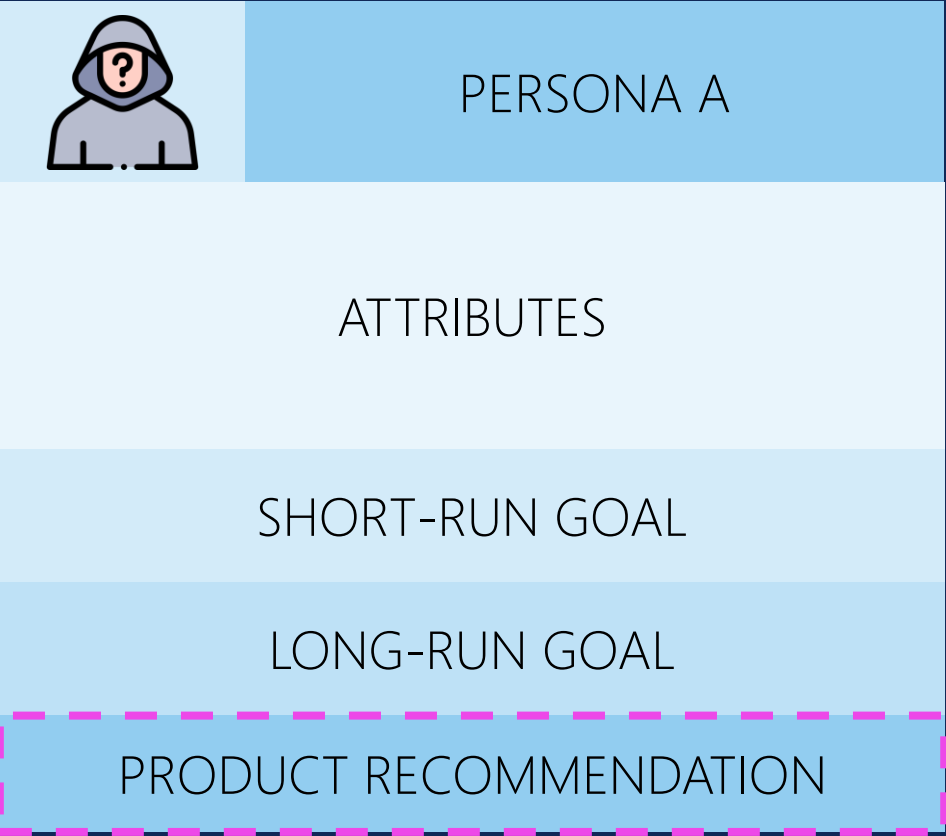 ?
PERSONA A
ATTRIBUTES
SHORT-RUN GOAL
LONG-RUN GOAL
PRODUCT RECOMMENDATION